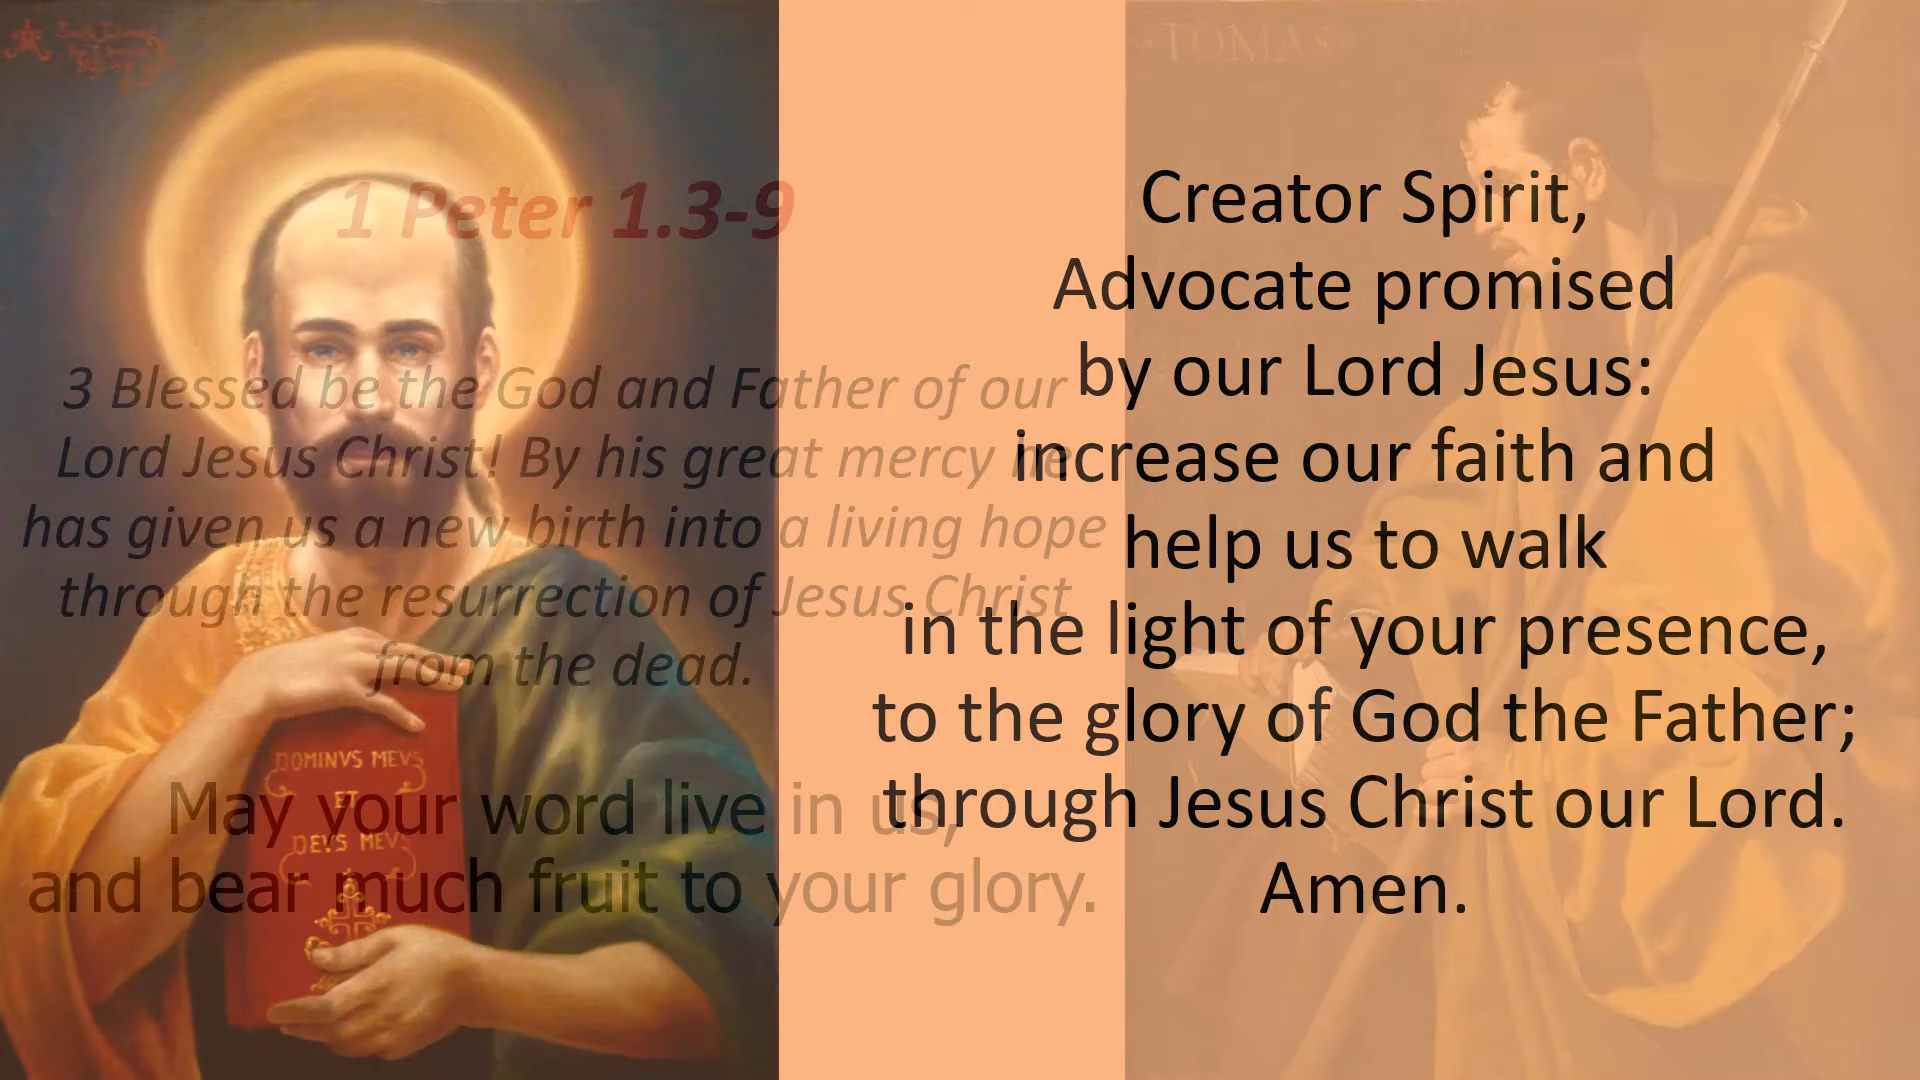 1 Peter 1.3-9
3 Blessed be the God and Father of our
Lord Jesus Christ! By his great mercy he
has given us a new birth into a living hope
through the resurrection of Jesus Christ
from the dead.
May your word live in us,
and bear much fruit to your glory.
DOMINVS MEVS
ET
DEVS MEVS
TOMAS
Creator Spirit,
Advocate promised
by our Lord Jesus:
increase our faith and
help us to walk
in the light of your presence,
to the glory of God the Father;
through Jesus Christ our Lord.
Amen.